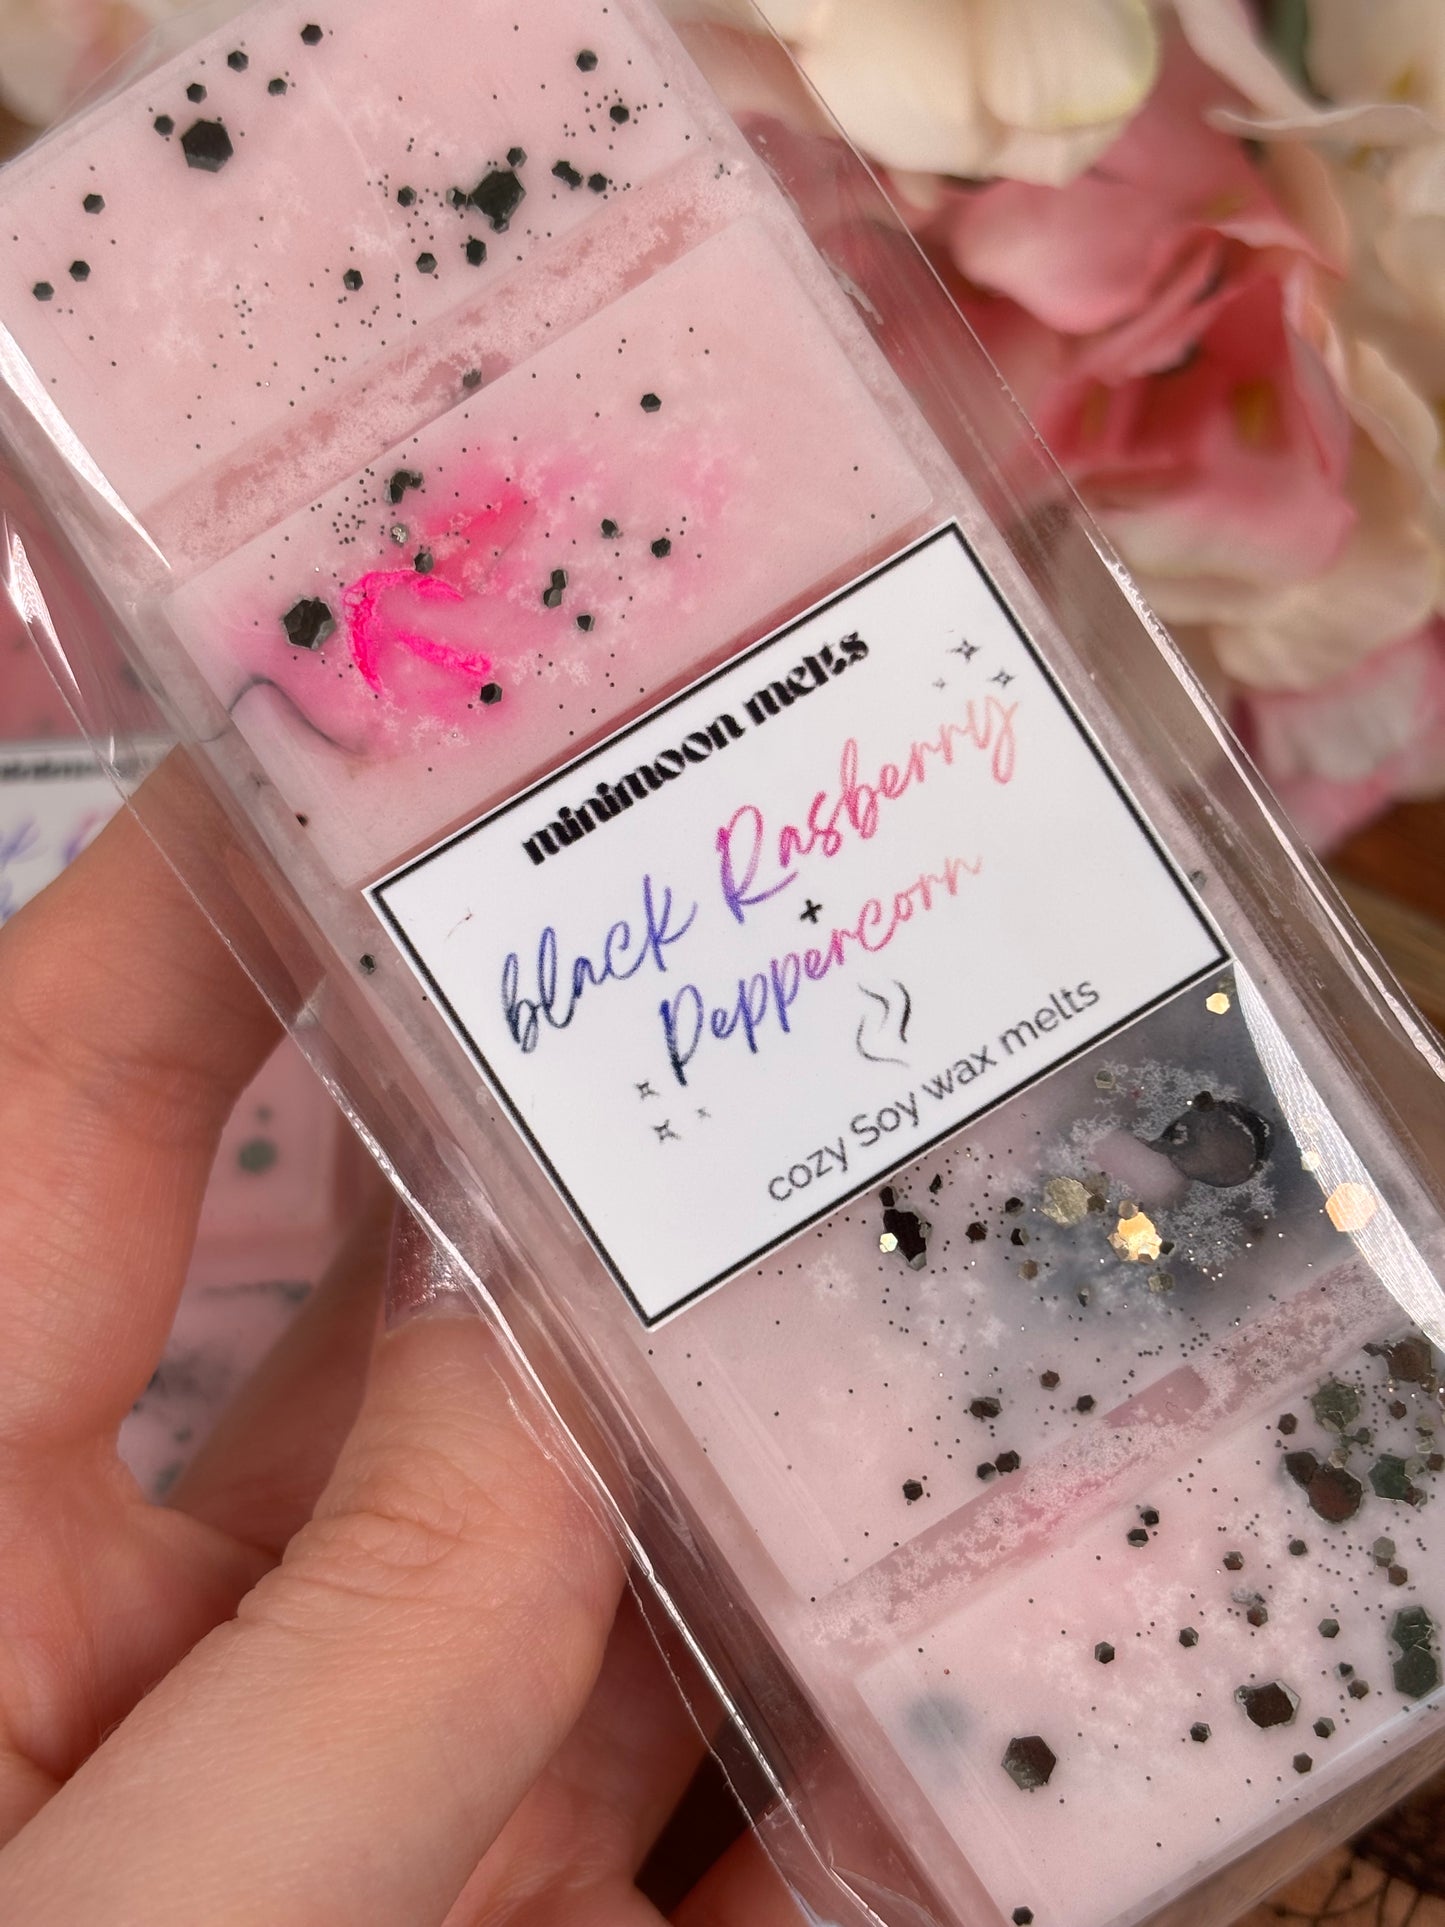 minimoon melts
black Rasberry
+
Peppercorn
cozy Soy wax melts